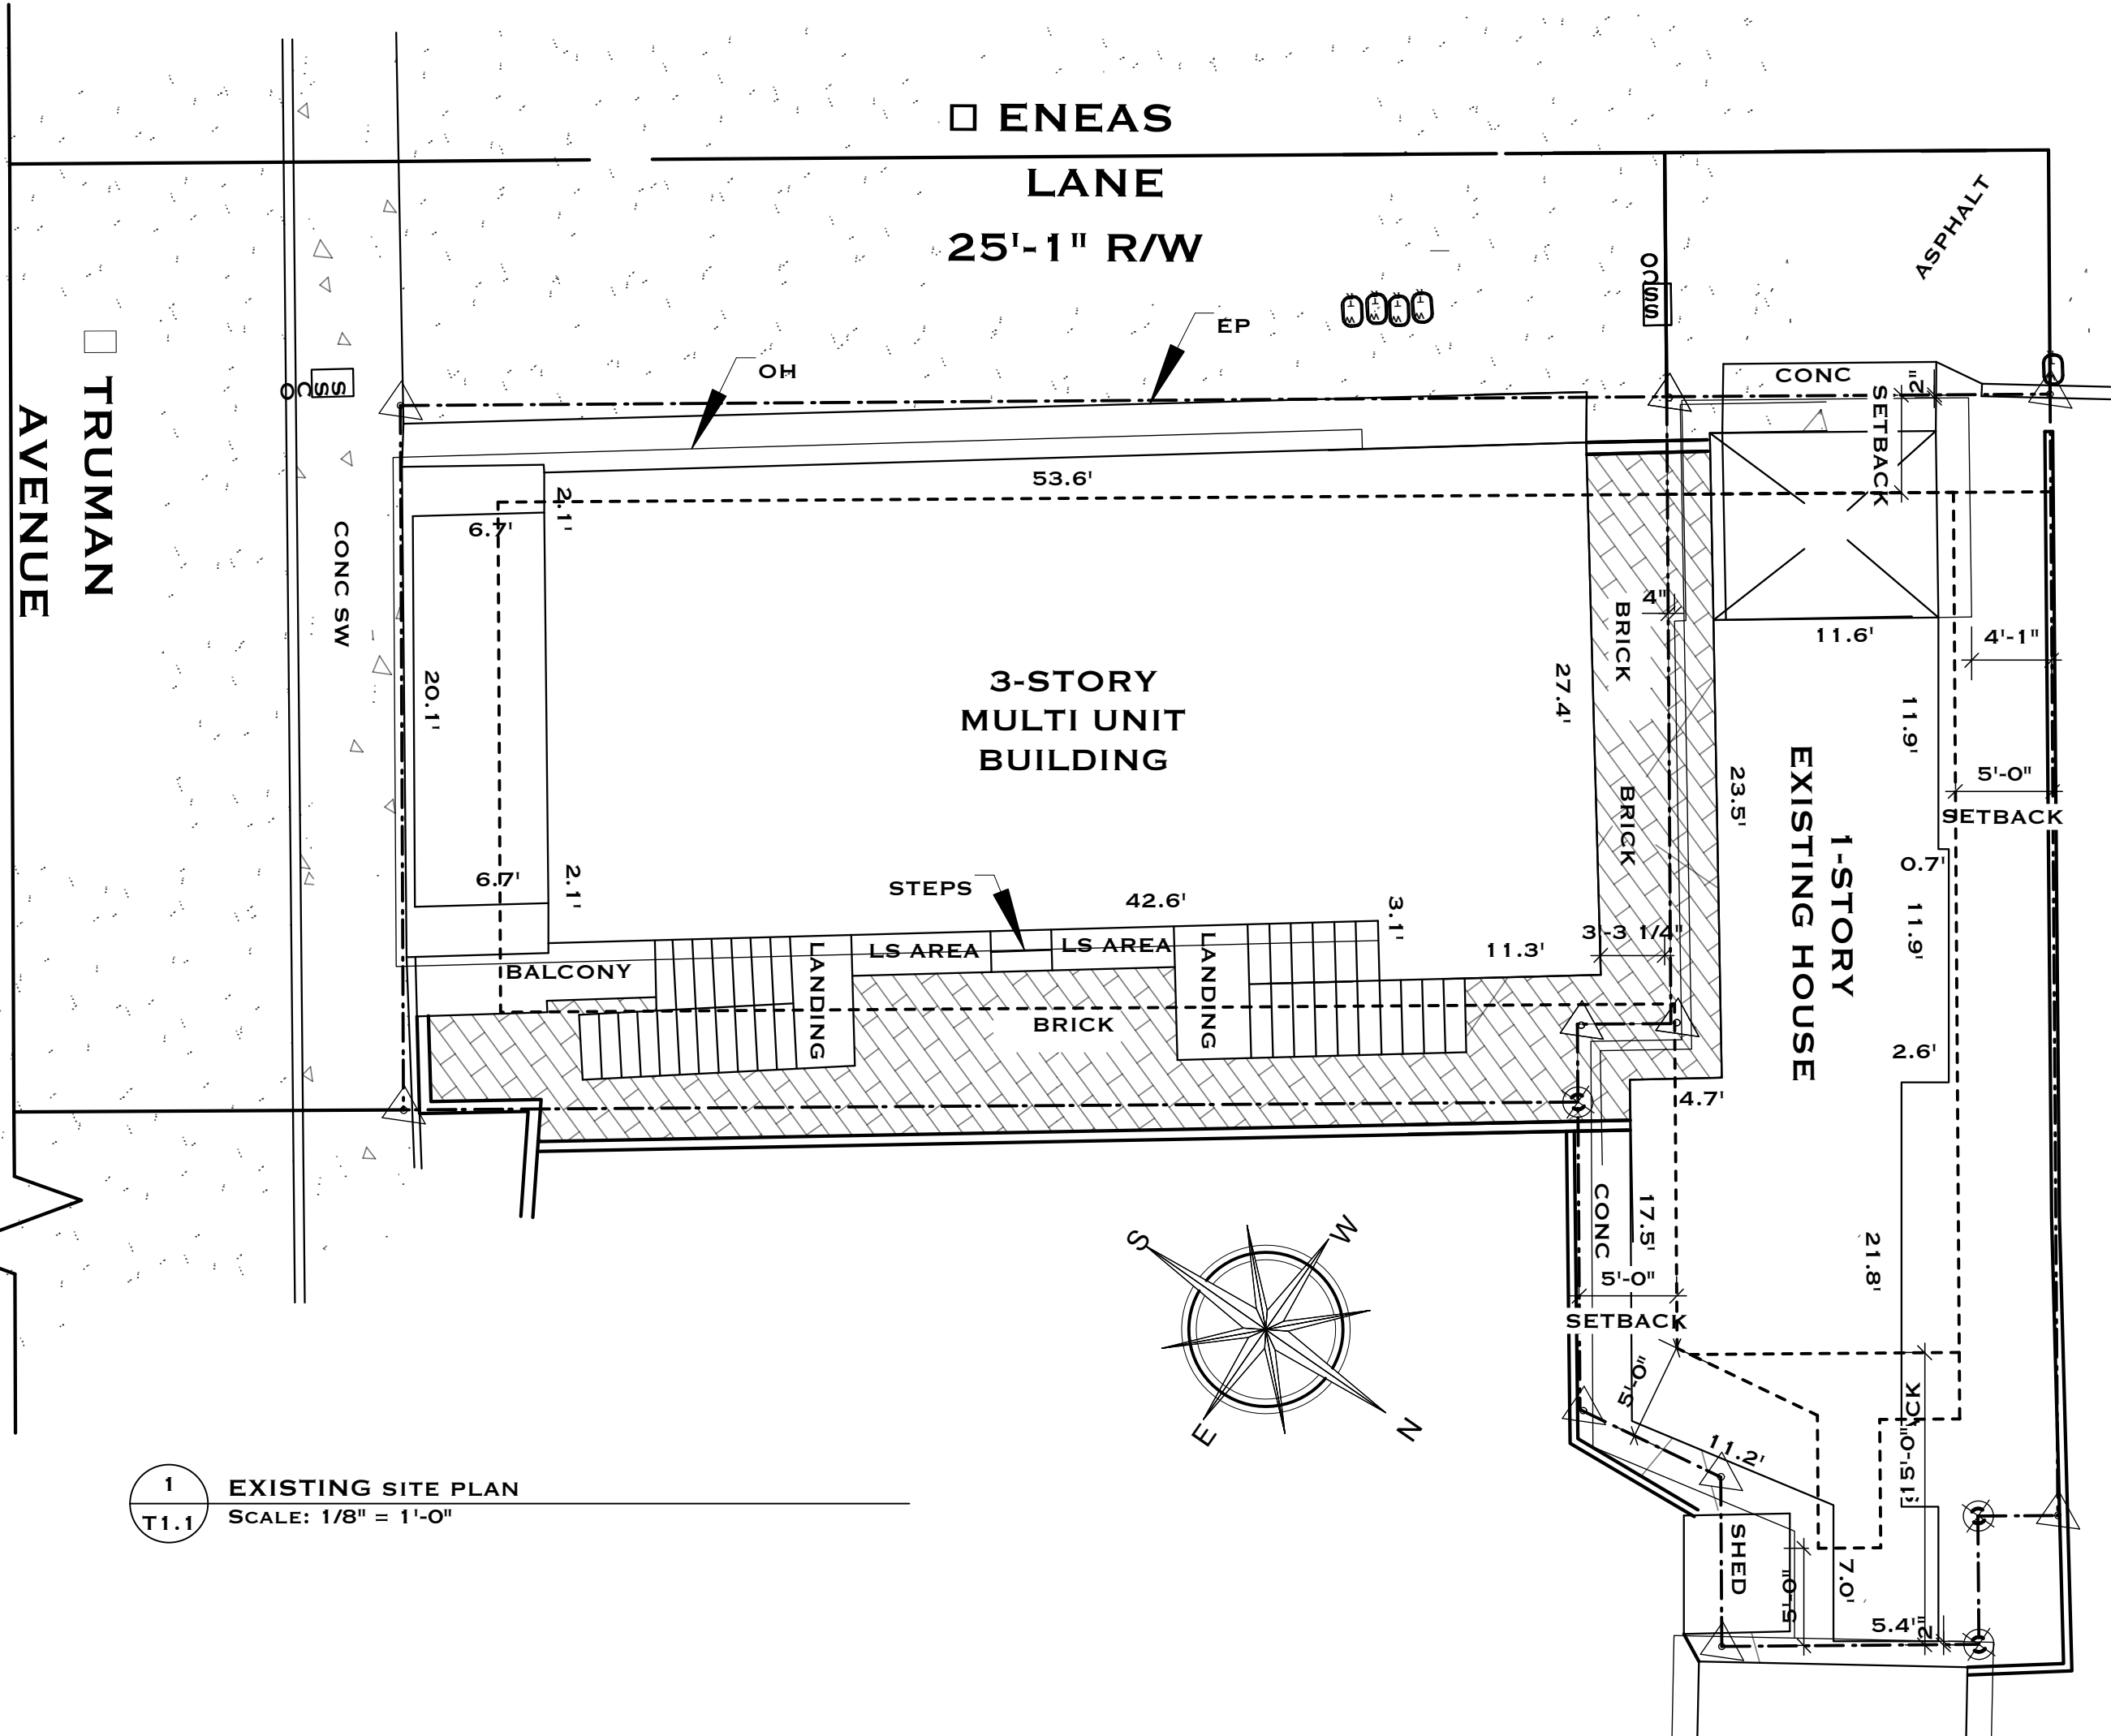 ENEAS
LANE
25'-1" R/W
ASPHALT
EP
OH
CONC
SETBACK
2"
SS
CO
SS
CO
TRUMAN
AVENUE
CONC SW
53.6'
2.1'
6.7'
20.1'
6.7'
2.1'
3-STORY
MULTI UNIT
BUILDING
27.4'
BRICK
4"
BRICK
23.5'
11.6'
4'-1"
11.9'
5'-0"
SETBACK
1-STORY
EXISTING HOUSE
0.7'
11.9'
2.6'
STEPS
42.6'
3.1'
11.3'
3'-3 1/4"
BALCONY
LANDING
LS AREA
LS AREA
LANDING
BRICK
4.7'
CONC
17.5'
5'-0"
SETBACK
21.8'
5'-0"
11.2'
5'-0"
SHED
5'-0"
7.0'
5.4'
2"
S
W
E
N
1
T1.1
EXISTING SITE PLAN
SCALE: 1/8" = 1'-0"